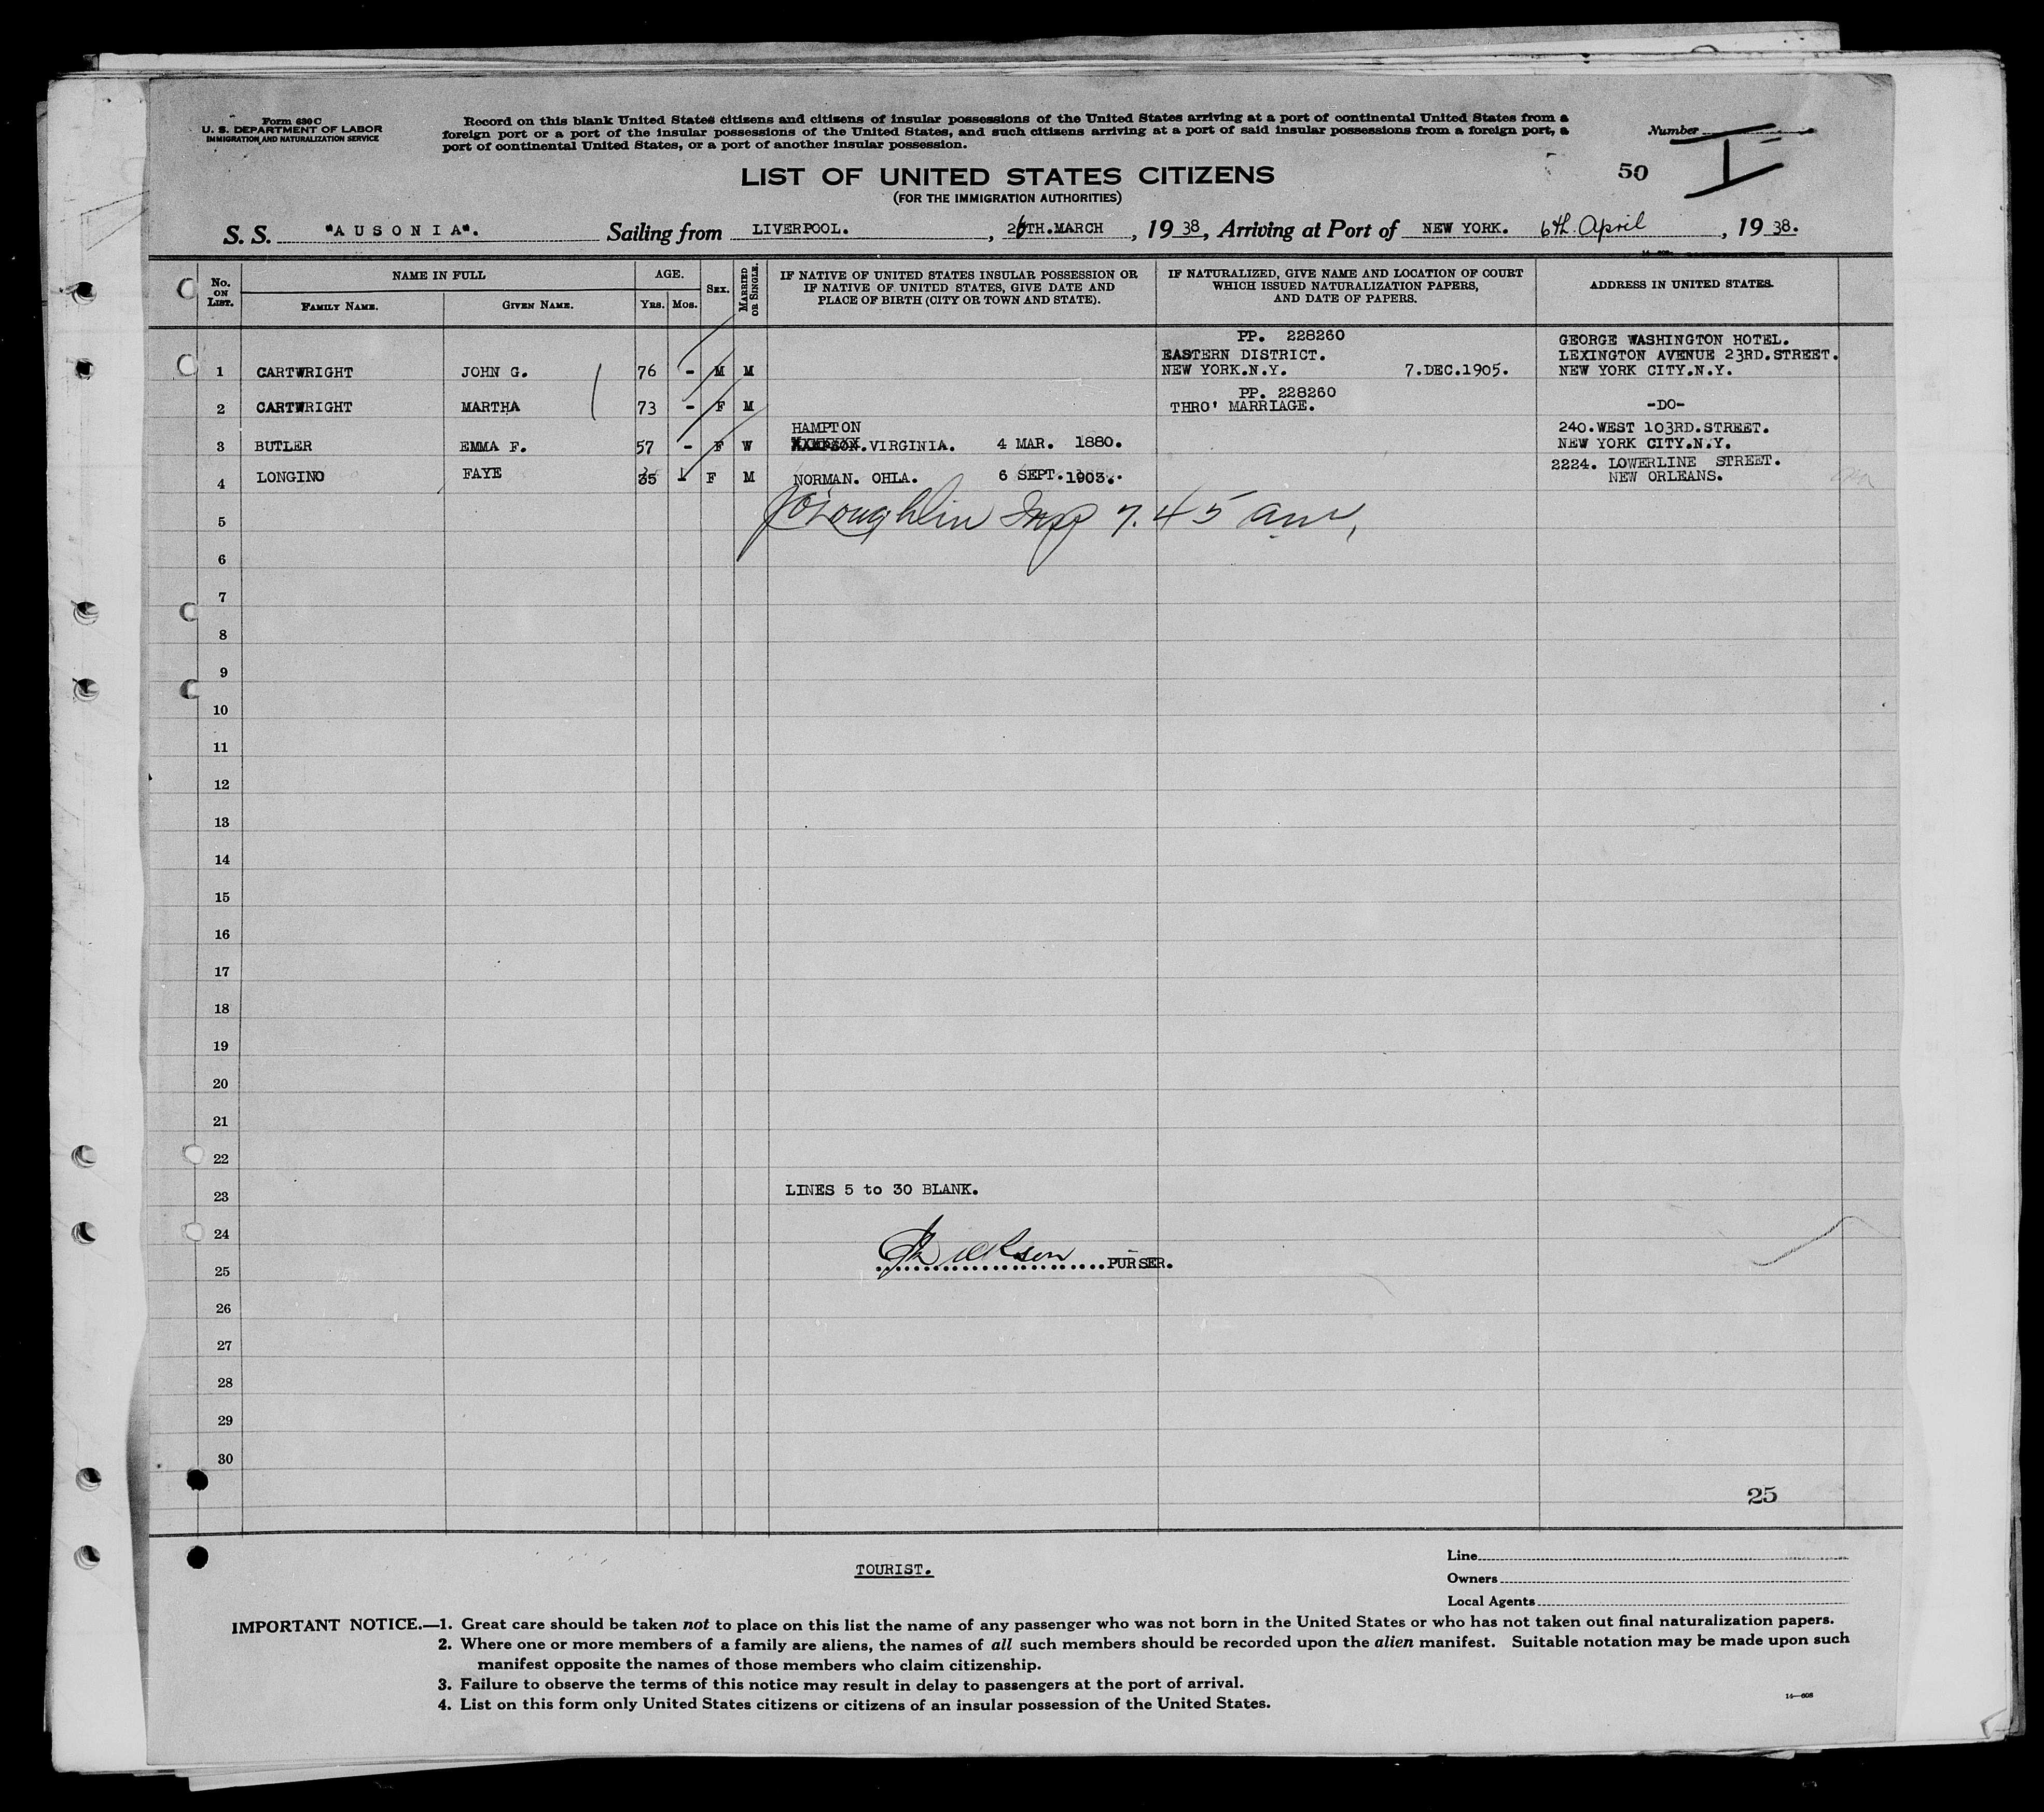 Form 630 C
U. S. DEPARTMENT OF LABOR
IMMIGRATION AND NATURALIZATION SERVICE
Record on this blank United States citizens and citizens of insular possessions of the United States arriving at a port of continental United States from a
foreign port or a port of the insular possessions of the United States, and such citizens arriving at a port of said insular possessions from a foreign port, a
port of continental United States, or a port of another insular possession.
Number
I
50
LIST OF UNITED STATES CITIZENS
(FOR THE IMMIGRATION AUTHORITIES)
S. S. "AUSONIA". Sailing from LIVERPOOL. , 26TH.MARCH , 1938, Arriving at Port of NEW YORK. 6th. April , 1938.
No. ON LIST. NAME IN FULL FAMILY NAME. GIVEN NAME. AGE. YRS. MOS. SEX. MARRIED OR SINGLE. IF NATIVE OF UNITED STATES INSULAR POSSESSION OR IF NATIVE OF UNITED STATES, GIVE DATE AND PLACE OF BIRTH (CITY OR TOWN AND STATE). IF NATURALIZED, GIVE NAME AND LOCATION OF COURT WHICH ISSUED NATURALIZATION PAPERS, AND DATE OF PAPERS. ADDRESS IN UNITED STATES.
PP. 228260 GEORGE WASHINGTON HOTEL.
EASTERN DISTRICT. LEXINGTON AVENUE 23RD.STREET.
1 CARTWRIGHT JOHN G. 76 - M M NEW YORK.N.Y. 7.DEC.1905. NEW YORK CITY.N.Y.
PP. 228260
2 CARTWRIGHT MARTHA 73 - F M THRO' MARRIAGE. -DO-
HAMPTON 240.WEST 103RD.STREET.
3 BUTLER EMMA F. 57 - F W VIRGINIA. 4 MAR. 1880. NEW YORK CITY.N.Y.
2224. LOWERLINE STREET.
4 LONGINO FAYE 35 F M NORMAN. OHLA. 6 SEPT. 1903. NEW ORLEANS.
5 O'Loughlin Insp 7.45 am,
6
7
8
9
10
11
12
13
14
15
16
17
18
19
20
21
22
23 LINES 5 to 30 BLANK.
24
25 PURSER.
26
27
28
29
30
25
TOURIST.
Line
Owners
Local Agents
IMPORTANT NOTICE.—1. Great care should be taken not to place on this list the name of any passenger who was not born in the United States or who has not taken out final naturalization papers.
2. Where one or more members of a family are aliens, the names of all such members should be recorded upon the alien manifest. Suitable notation may be made upon such
manifest opposite the names of those members who claim citizenship.
3. Failure to observe the terms of this notice may result in delay to passengers at the port of arrival.
4. List on this form only United States citizens or citizens of an insular possession of the United States.
14—608